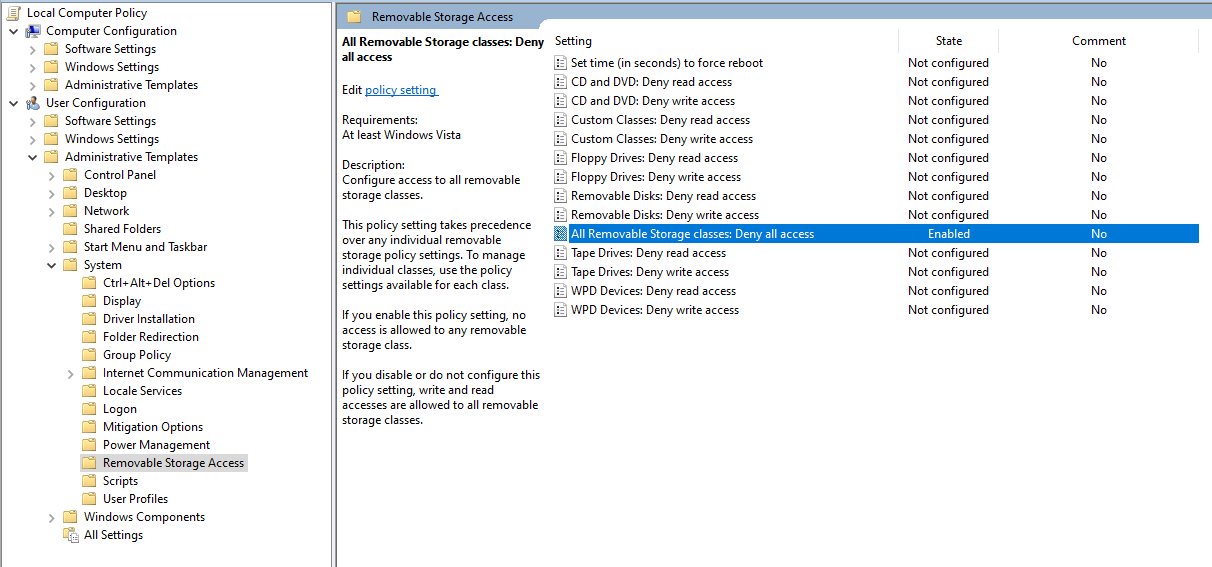 Local Computer Policy
Computer Configuration
Software Settings
Windows Settings
Administrative Templates
User Configuration
Software Settings
Windows Settings
Administrative Templates
Control Panel
Desktop
Network
Shared Folders
Start Menu and Taskbar
System
Ctrl+Alt+Del Options
Display
Driver Installation
Folder Redirection
Group Policy
Internet Communication Management
Locale Services
Logon
Mitigation Options
Power Management
Removable Storage Access
Scripts
User Profiles
Windows Components
All Settings
Removable Storage Access
All Removable Storage classes: Deny
all access
Edit policy setting
Requirements:
At least Windows Vista
Description:
Configure access to all removable
storage classes.
This policy setting takes precedence
over any individual removable
storage policy settings. To manage
individual classes, use the policy
settings available for each class.
If you enable this policy setting, no
access is allowed to any removable
storage class.
If you disable or do not configure this
policy setting, write and read
accesses are allowed to all removable
storage classes.
Setting State Comment
Set time (in seconds) to force reboot Not configured No
CD and DVD: Deny read access Not configured No
CD and DVD: Deny write access Not configured No
Custom Classes: Deny read access Not configured No
Custom Classes: Deny write access Not configured No
Floppy Drives: Deny read access Not configured No
Floppy Drives: Deny write access Not configured No
Removable Disks: Deny read access Not configured No
Removable Disks: Deny write access Not configured No
All Removable Storage classes: Deny all access Enabled No
Tape Drives: Deny read access Not configured No
Tape Drives: Deny write access Not configured No
WPD Devices: Deny read access Not configured No
WPD Devices: Deny write access Not configured No